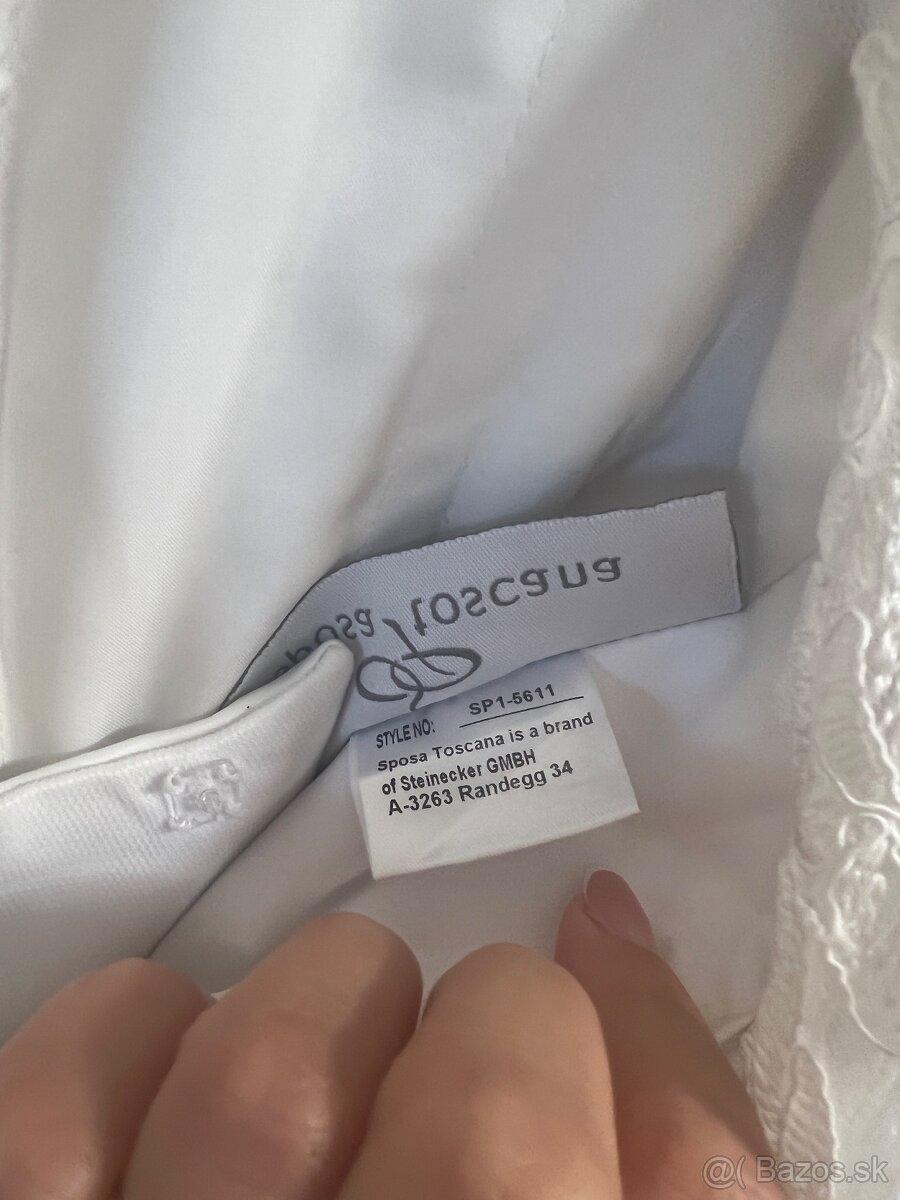 sposa toscana
STYLE NO: SP1-5611
Sposa Toscana is a brand
of Steinecker GMBH
A-3263 Randegg 34
@( Bazos.sk